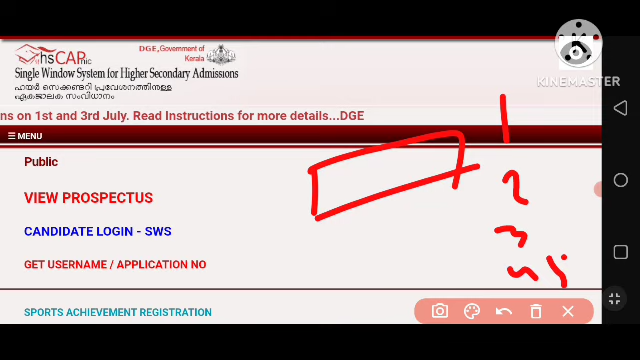 hsCAP
DGE, Government of
Kerala
Single Window System for Higher Secondary Admissions
ഹയർ സെക്കണ്ടറി പ്രവേശനത്തിനുള്ള
ഏകജാലക സംവിധാനം
KINEMASTER
ns on 1st and 3rd July. Read Instructions for more details...DGE
☰ MENU
1
Public
VIEW PROSPECTUS
2
CANDIDATE LOGIN - SWS
3
GET USERNAME / APPLICATION NO
SPORTS ACHIEVEMENT REGISTRATION